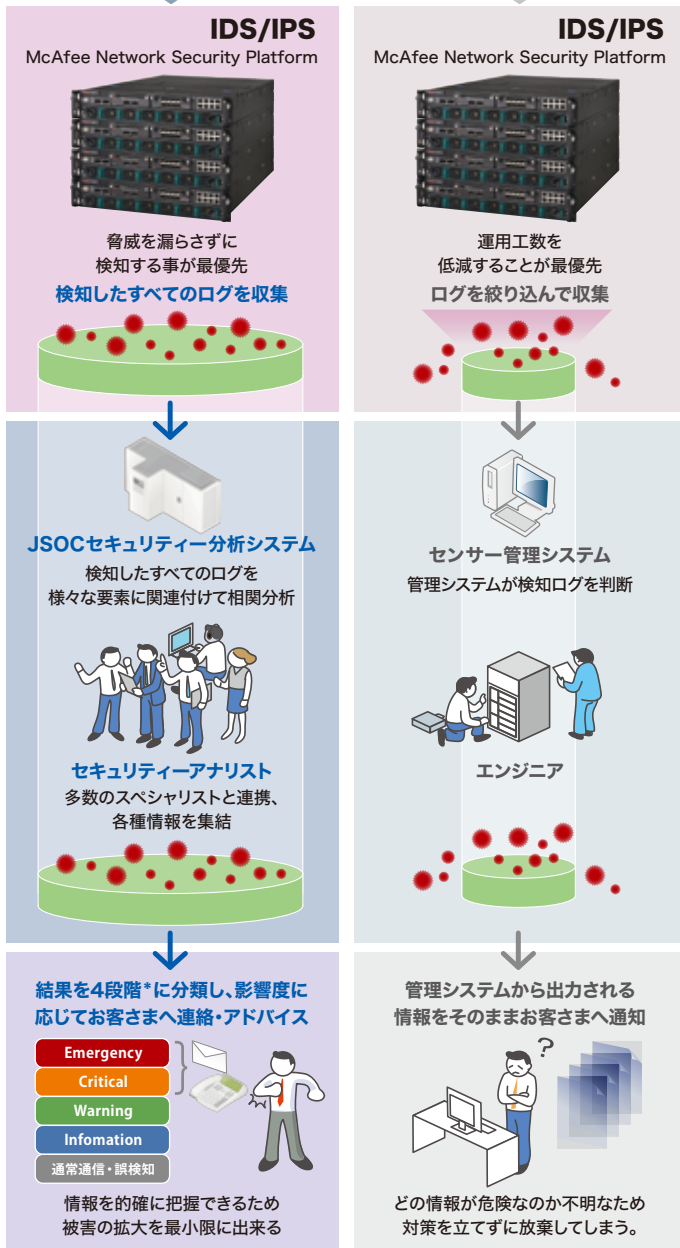 IDS/IPS
McAfee Network Security Platform
脅威を漏らさずに
検知する事が最優先
検知したすべてのログを収集
JSOCセキュリティー分析システム
検知したすべてのログを
様々な要素に関連付けて相関分析
セキュリティーアナリスト
多数のスペシャリストと連携、
各種情報を集結
結果を4段階*に分類し、影響度に
応じてお客さまへ連絡・アドバイス
Emergency
Critical
Warning
Infomation
通常通信・誤検知
情報を的確に把握できるため
被害の拡大を最小限に出来る
IDS/IPS
McAfee Network Security Platform
運用工数を
低減することが最優先
ログを絞り込んで収集
センサー管理システム
管理システムが検知ログを判断
エンジニア
管理システムから出力される
情報をそのままお客さまへ通知
?
どの情報が危険なのか不明なため
対策を立てずに放棄してしまう。